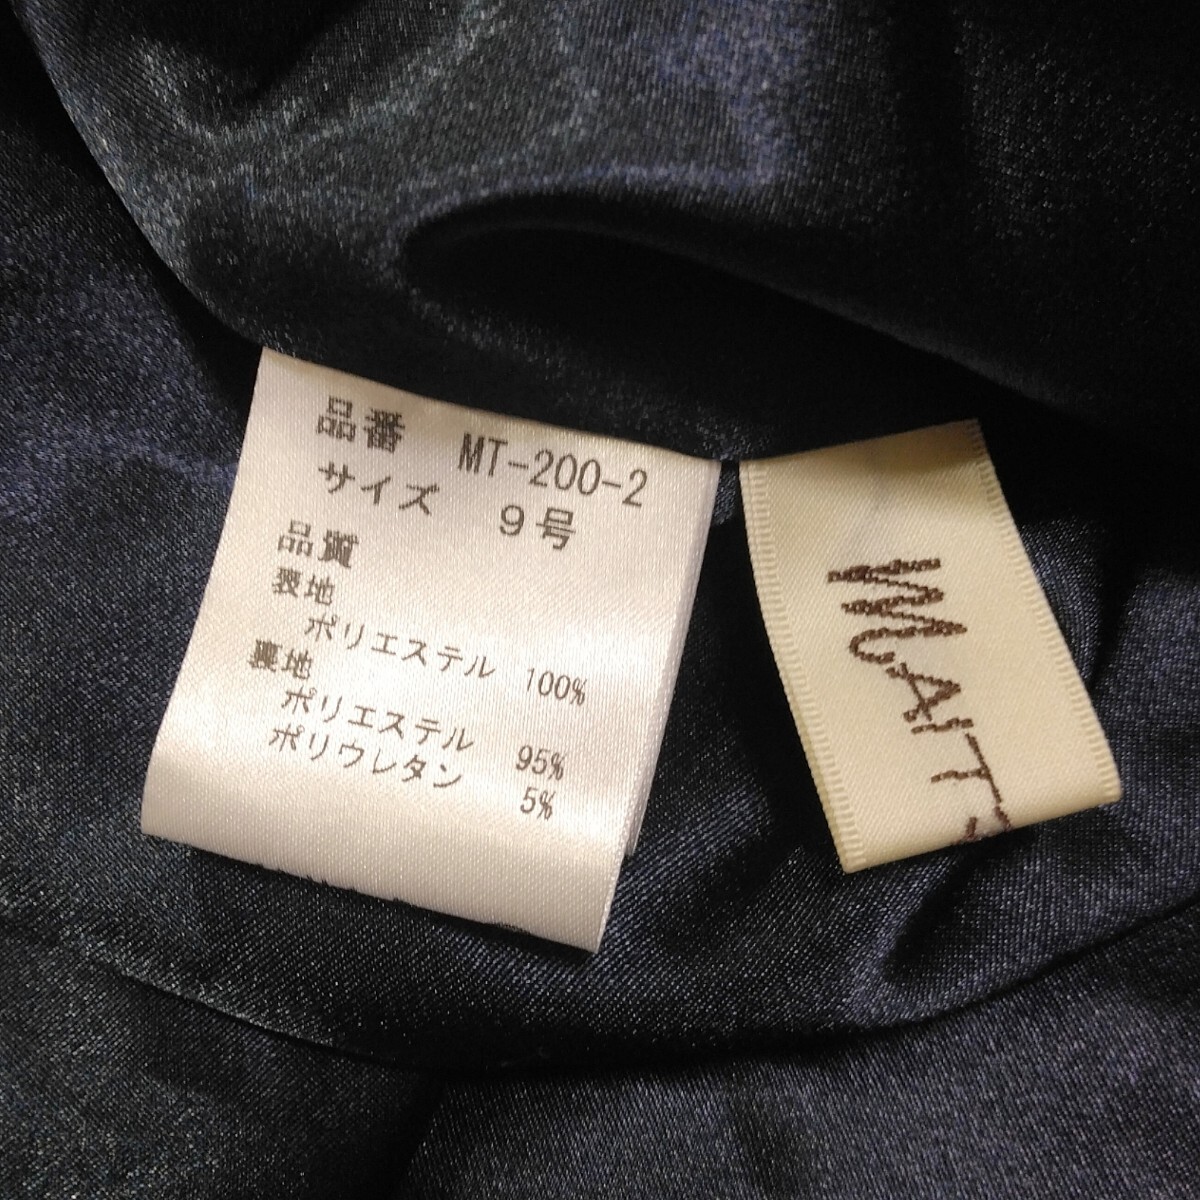 品番 MT-200-2
サイズ 9号
品質
表地
ポリエステル 100%
裏地
ポリエステル 95%
ポリウレタン 5%